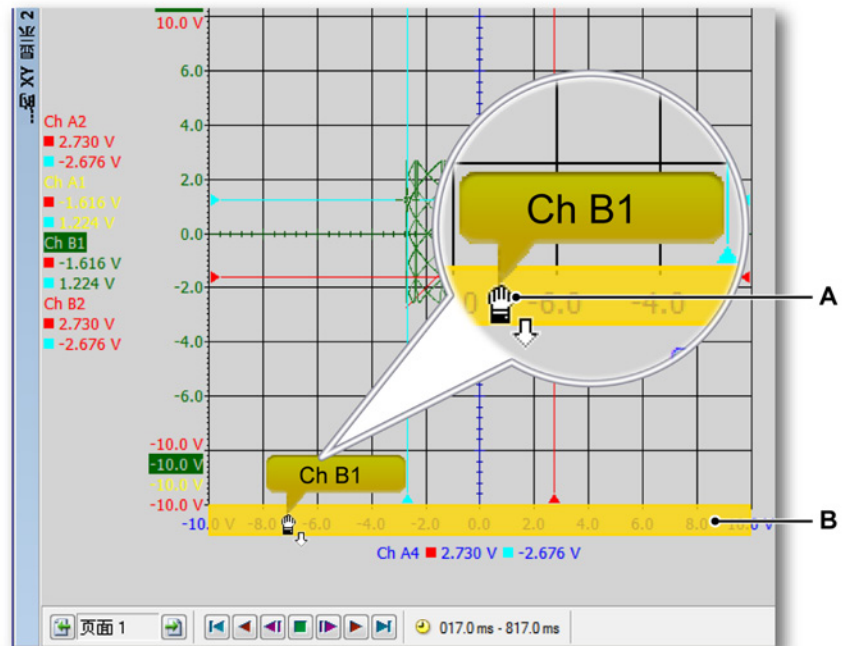 ...密 XY 显示 2
10.0 V
6.0
4.0
2.0
0.0
-2.0
-4.0
-6.0
-10.0 V
-10.0 V
-10.0 V
-10.0 V
Ch A2
2.730 V
-2.676 V
Ch A1
-1.616 V
1.224 V
Ch B1
-1.616 V
1.224 V
Ch B2
2.730 V
-2.676 V
Ch B1
0 -6.0 -4.0
A
Ch B1
-10.0 V -8.0 -6.0 -4.0 -2.0 0.0 2.0 4.0 6.0 8.0 10.0 V
B
Ch A4 2.730 V -2.676 V
页面 1 017.0 ms - 817.0 ms